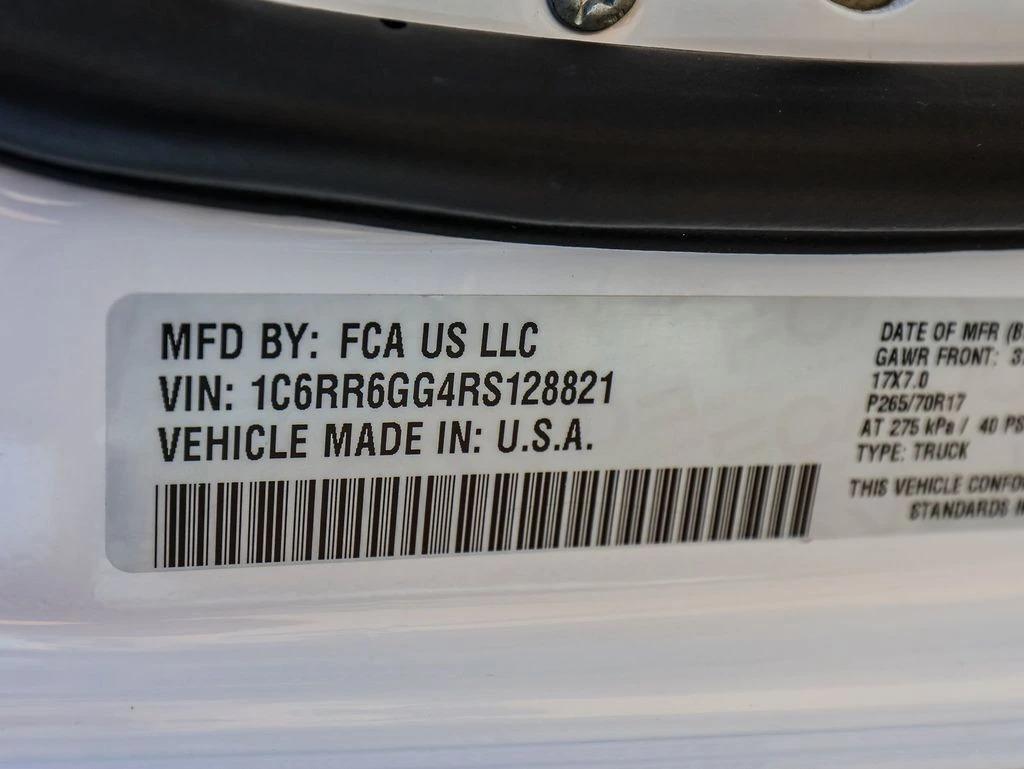 MFD BY: FCA US LLC
VIN: 1C6RR6GG4RS128821
VEHICLE MADE IN: U.S.A.
DATE OF MFR
GAWR FRONT:
17X7.0
P265/70R17
AT 275 kPa / 40
TYPE: TRUCK
THIS VEHICLE
STANDARDS